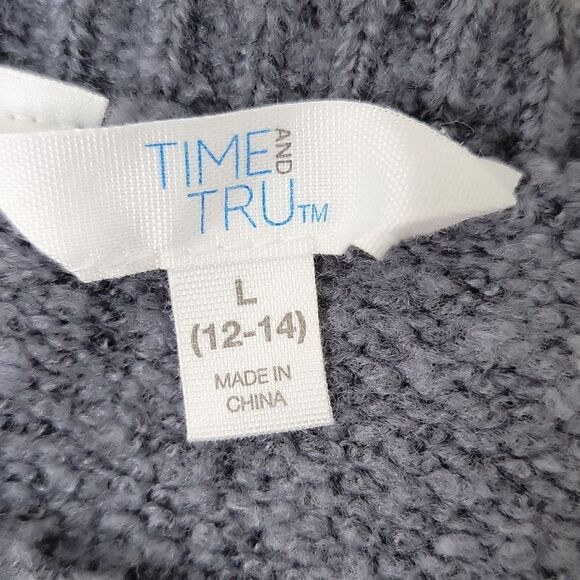 TIME AND
TRU™
L
(12-14)
MADE IN
CHINA